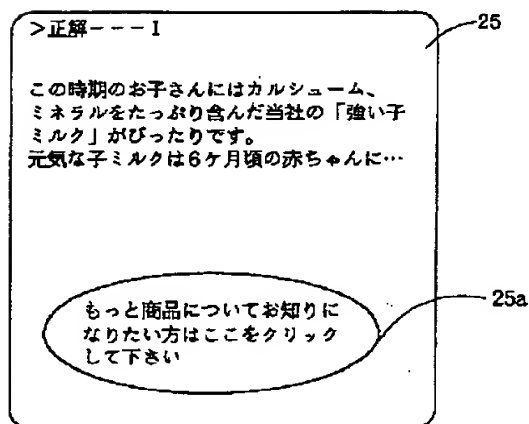 >正解---I
25
この時期のお子さんにはカルシューム、
ミネラルをたっぷり含んだ当社の「強い子
ミルク」がぴったりです。
元気な子ミルクは6ケ月頃の赤ちゃんに…
もっと商品についてお知りに
なりたい方はここをクリック
して下さい
25a